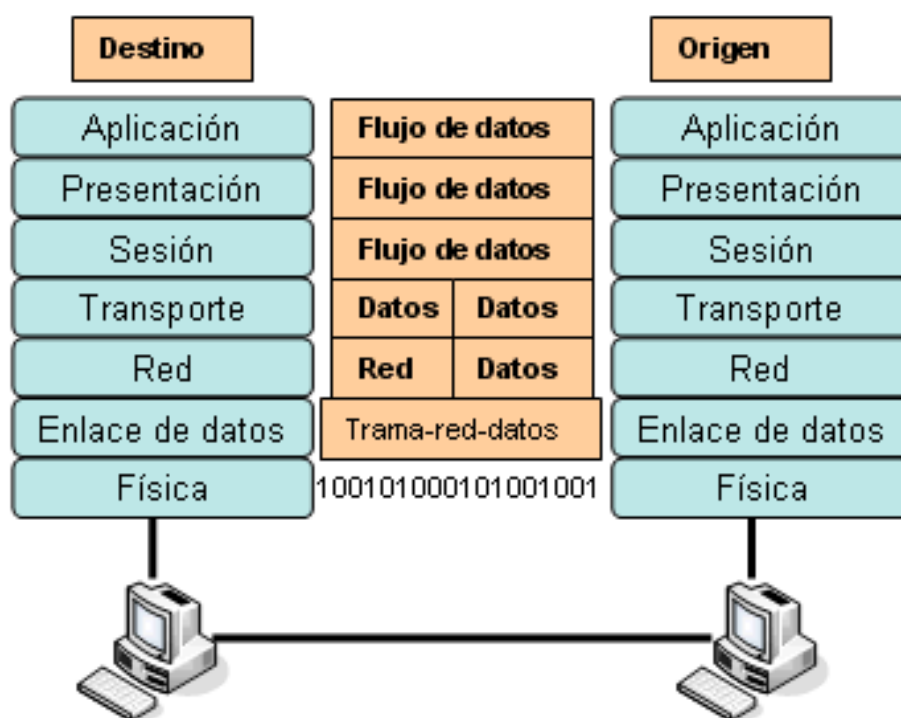 Destino Origen
Aplicación Flujo de datos Aplicación
Presentación Flujo de datos Presentación
Sesión Flujo de datos Sesión
Transporte Datos Datos Transporte
Red Red Datos Red
Enlace de datos Trama-red-datos Enlace de datos
Física 100101000101001001 Física